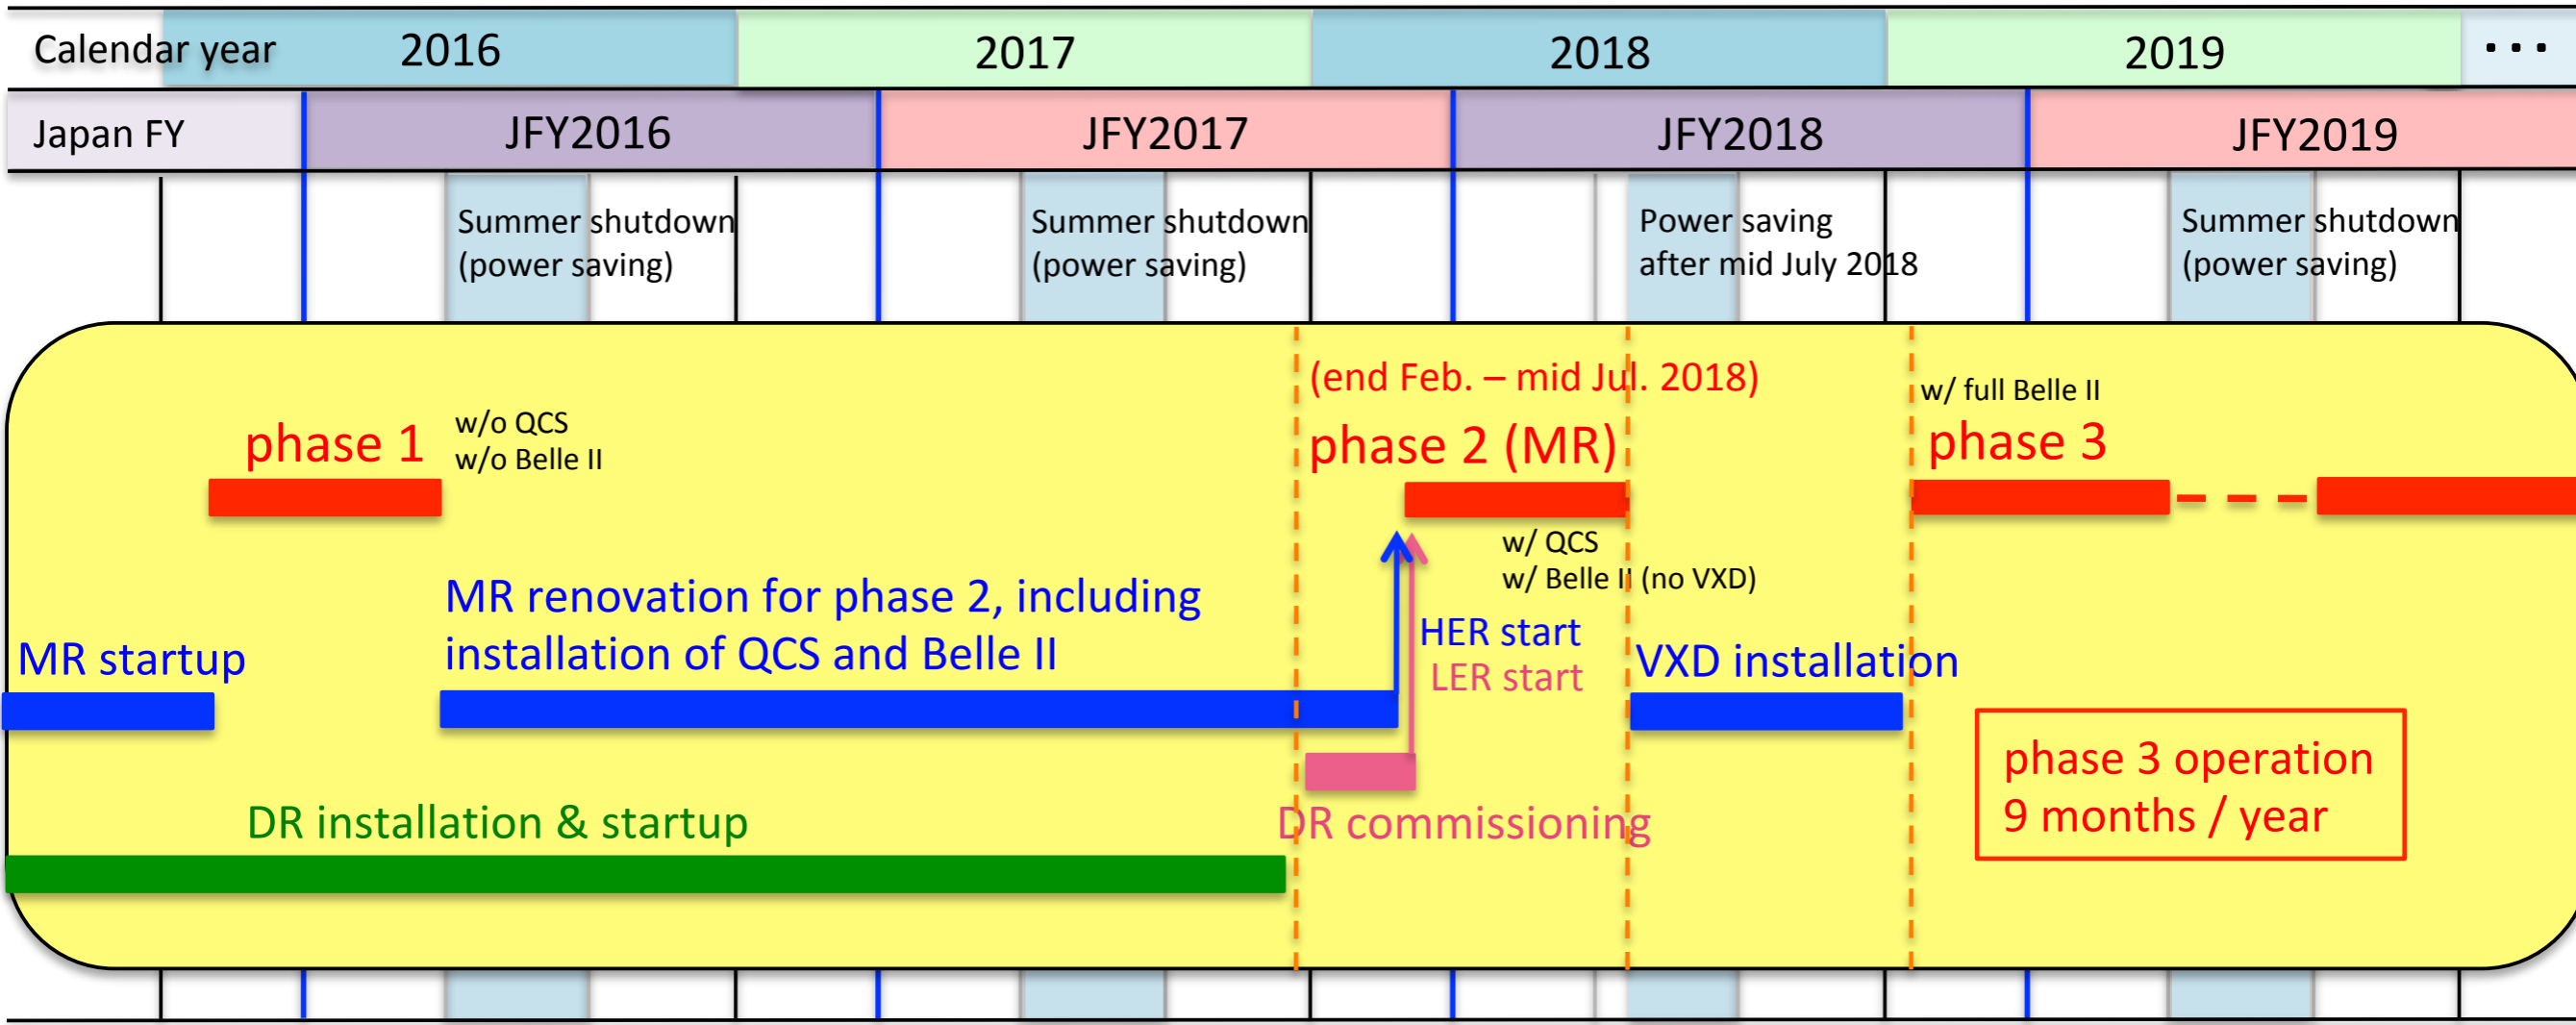 Calendar year 2016 2017 2018 2019 ...
Japan FY JFY2016 JFY2017 JFY2018 JFY2019
Summer shutdown
(power saving)
Summer shutdown
(power saving)
Power saving
after mid July 2018
Summer shutdown
(power saving)
phase 1
w/o QCS
w/o Belle II
(end Feb. – mid Jul. 2018)
phase 2 (MR)
w/ QCS
w/ Belle II (no VXD)
w/ full Belle II
phase 3
MR startup
MR renovation for phase 2, including
installation of QCS and Belle II
HER start
LER start
VXD installation
DR installation & startup
DR commissioning
phase 3 operation
9 months / year